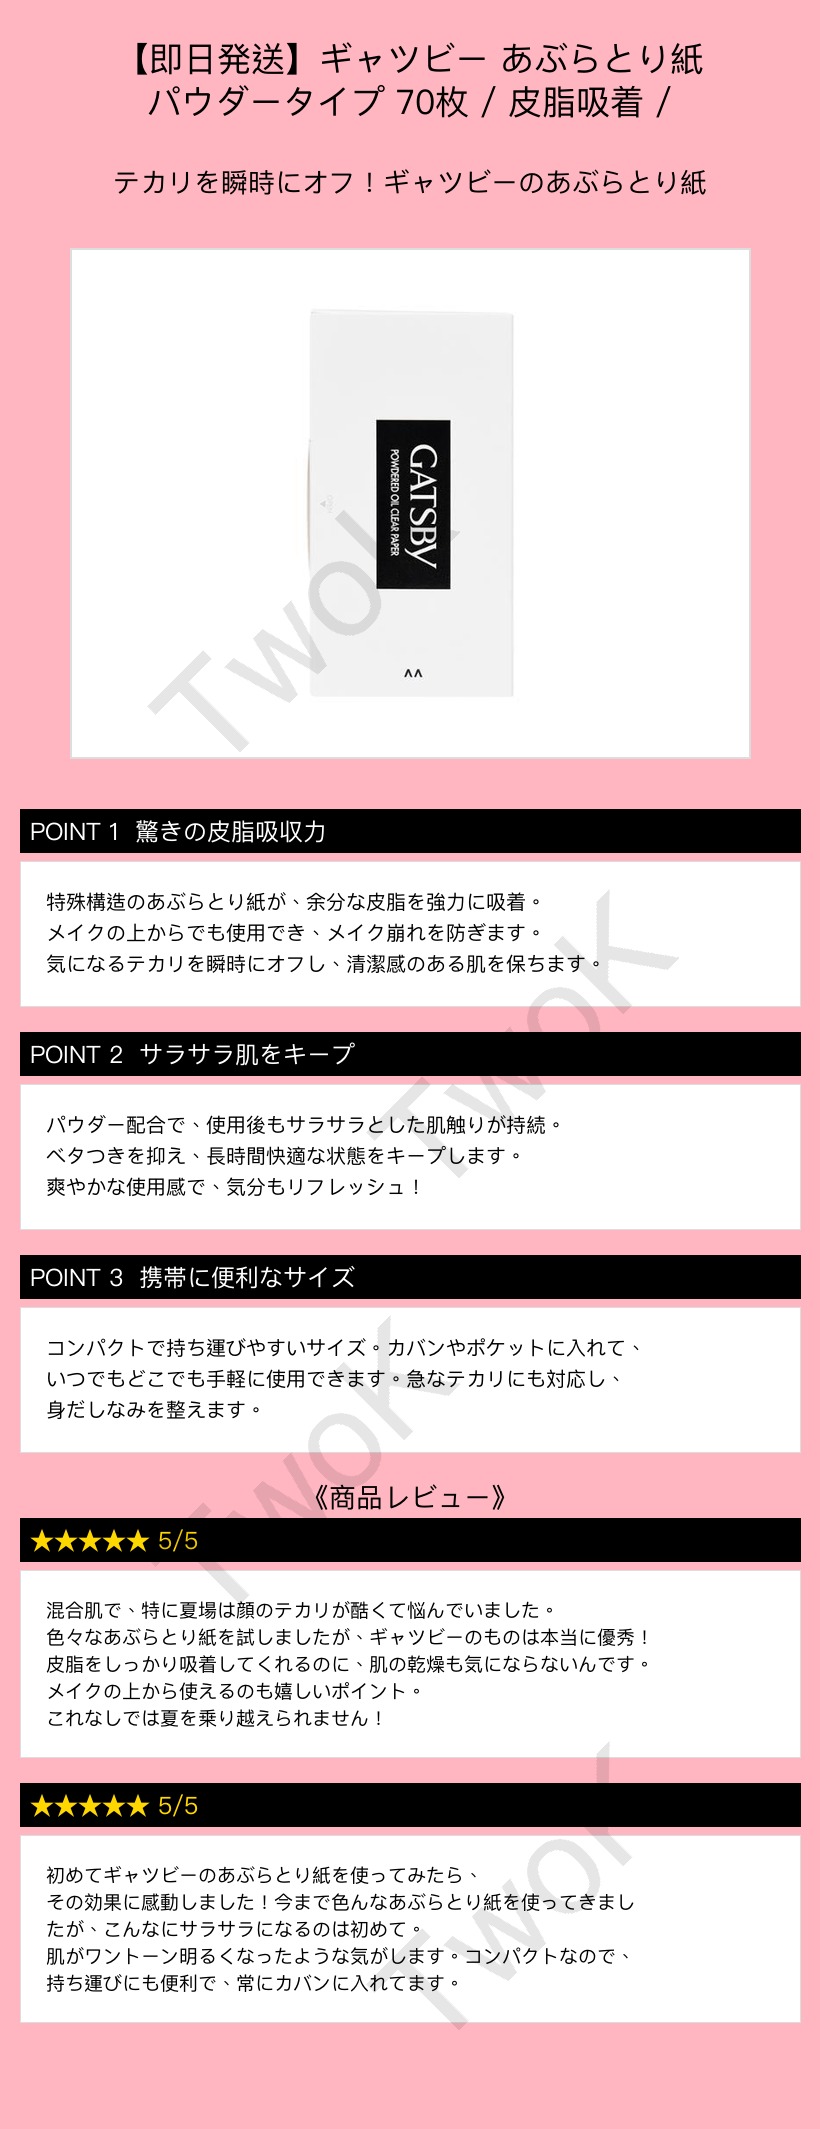 【即日発送】ギャツビー あぶらとり紙
パウダータイプ 70枚 / 皮脂吸着 /
テカリを瞬時にオフ！ギャツビーのあぶらとり紙
GATSBY
POWDERED OIL CLEAR PAPER
OPEN
^^
TwoK
POINT 1 驚きの皮脂吸収力
特殊構造のあぶらとり紙が、余分な皮脂を強力に吸着。
メイクの上からでも使用でき、メイク崩れを防ぎます。
気になるテカリを瞬時にオフし、清潔感のある肌を保ちます。
TwoK
POINT 2 サラサラ肌をキープ
パウダー配合で、使用後もサラサラとした肌触りが持続。
ベタつきを抑え、長時間快適な状態をキープします。
爽やかな使用感で、気分もリフレッシュ！
POINT 3 携帯に便利なサイズ
コンパクトで持ち運びやすいサイズ。カバンやポケットに入れて、
いつでもどこでも手軽に使用できます。急なテカリにも対応し、
身だしなみを整えます。
TwoK
《商品レビュー》
★★★★★ 5/5
混合肌で、特に夏場は顔のテカリが酷くて悩んでいました。
色々なあぶらとり紙を試しましたが、ギャツビーのものは本当に優秀！
皮脂をしっかり吸着してくれるのに、肌の乾燥も気にならないんです。
メイクの上から使えるのも嬉しいポイント。
これなしでは夏を乗り越えられません！
★★★★★ 5/5
初めてギャツビーのあぶらとり紙を使ってみたら、
その効果に感動しました！今まで色んなあぶらとり紙を使ってきまし
たが、こんなにサラサラになるのは初めて。
肌がワントーン明るくなったような気がします。コンパクトなので、
持ち運びにも便利で、常にカバンに入れてます。
TwoK